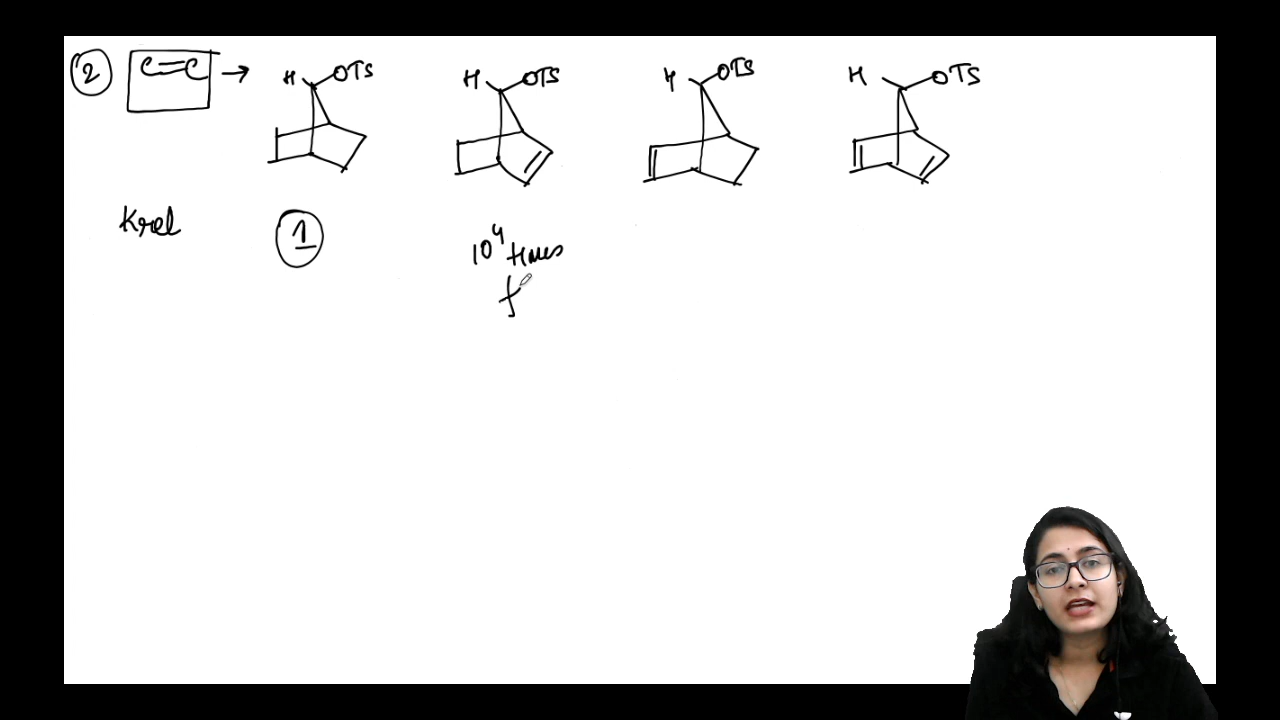 2 C=C → H OTS H OTS H OTS H OTS
Krel 1 10⁴ times
f